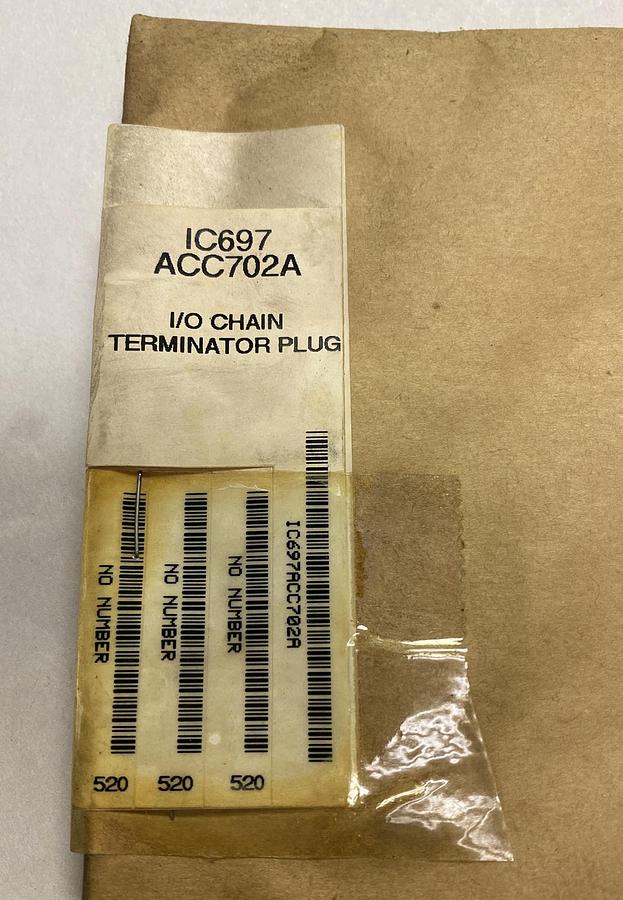 IC697
ACC702A
I/O CHAIN
TERMINATOR PLUG
NO NUMBER
520
NO NUMBER
520
NO NUMBER
520
IC697ACC702A